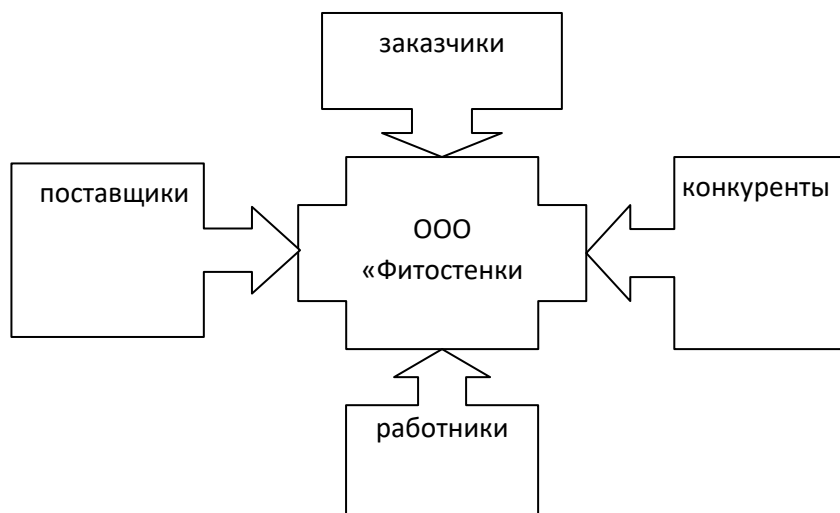 заказчики
поставщики
конкуренты
ООО
«Фитостенки
работники